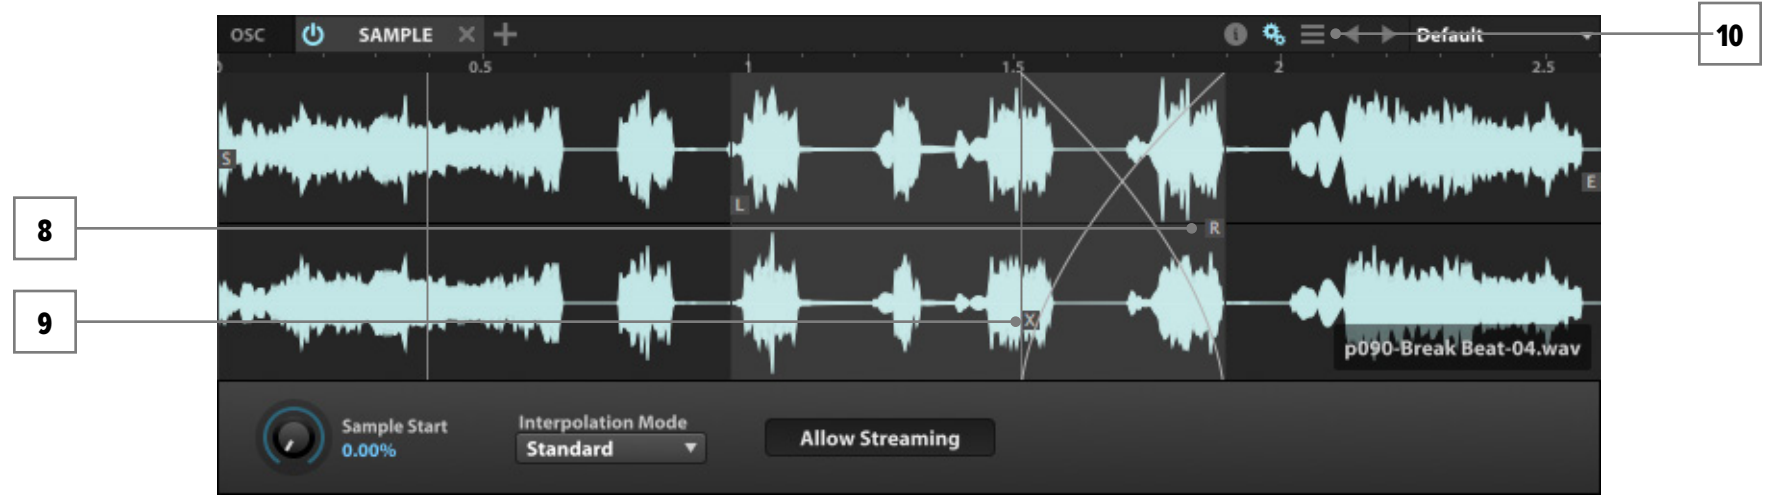 OSC SAMPLE Default 10
0 0.5 1 1.5 2 2.5
S
E
L
8
R
9
X
p090-Break Beat-04.wav
Sample Start
0.00%
Interpolation Mode
Standard
Allow Streaming